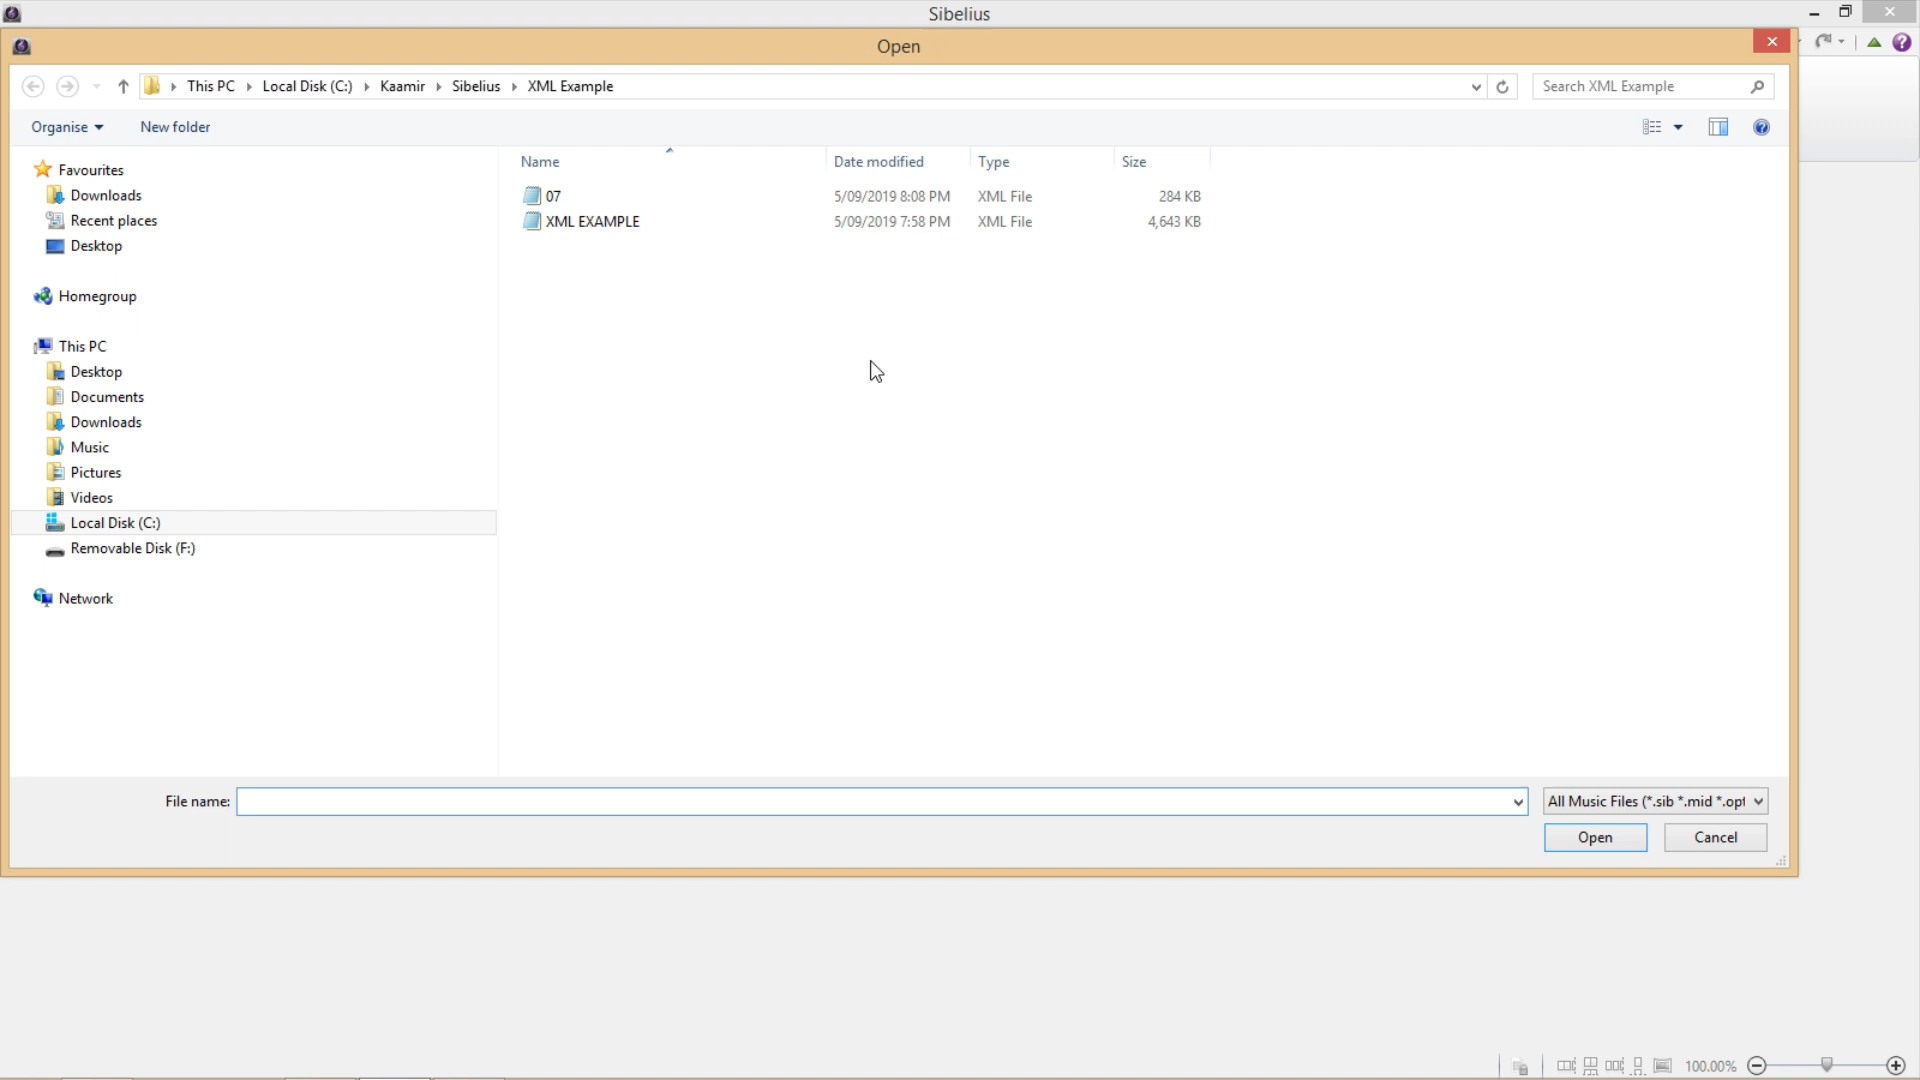 Sibelius
Open
This PC Local Disk (C:) Kaamir Sibelius XML Example
Search XML Example
Organise New folder
Name Date modified Type Size
07 5/09/2019 8:08 PM XML File 284 KB
XML EXAMPLE 5/09/2019 7:58 PM XML File 4,643 KB
Favourites
Downloads
Recent places
Desktop
Homegroup
This PC
Desktop
Documents
Downloads
Music
Pictures
Videos
Local Disk (C:)
Removable Disk (F:)
Network
File name: All Music Files (*.sib *.mid *.opt
Open Cancel
100.00%